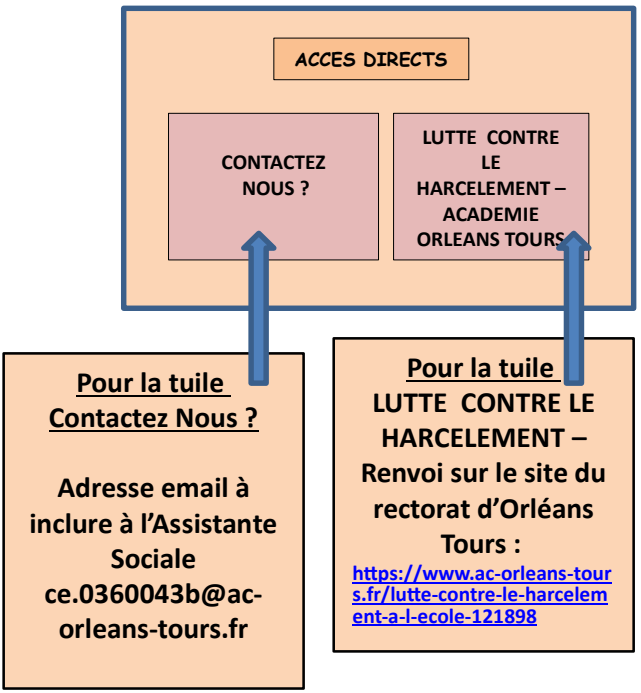 ACCES DIRECTS
CONTACTEZ
NOUS ?
LUTTE CONTRE
LE
HARCELEMENT –
ACADEMIE
ORLEANS TOURS
Pour la tuile
Contactez Nous ?
Adresse email à
inclure à l’Assistante
Sociale
ce.0360043b@ac-
orleans-tours.fr
Pour la tuile
LUTTE CONTRE LE
HARCELEMENT –
Renvoi sur le site du
rectorat d’Orléans
Tours :
https://www.ac-orleans-tour
s.fr/lutte-contre-le-harcelem
ent-a-l-ecole-121898